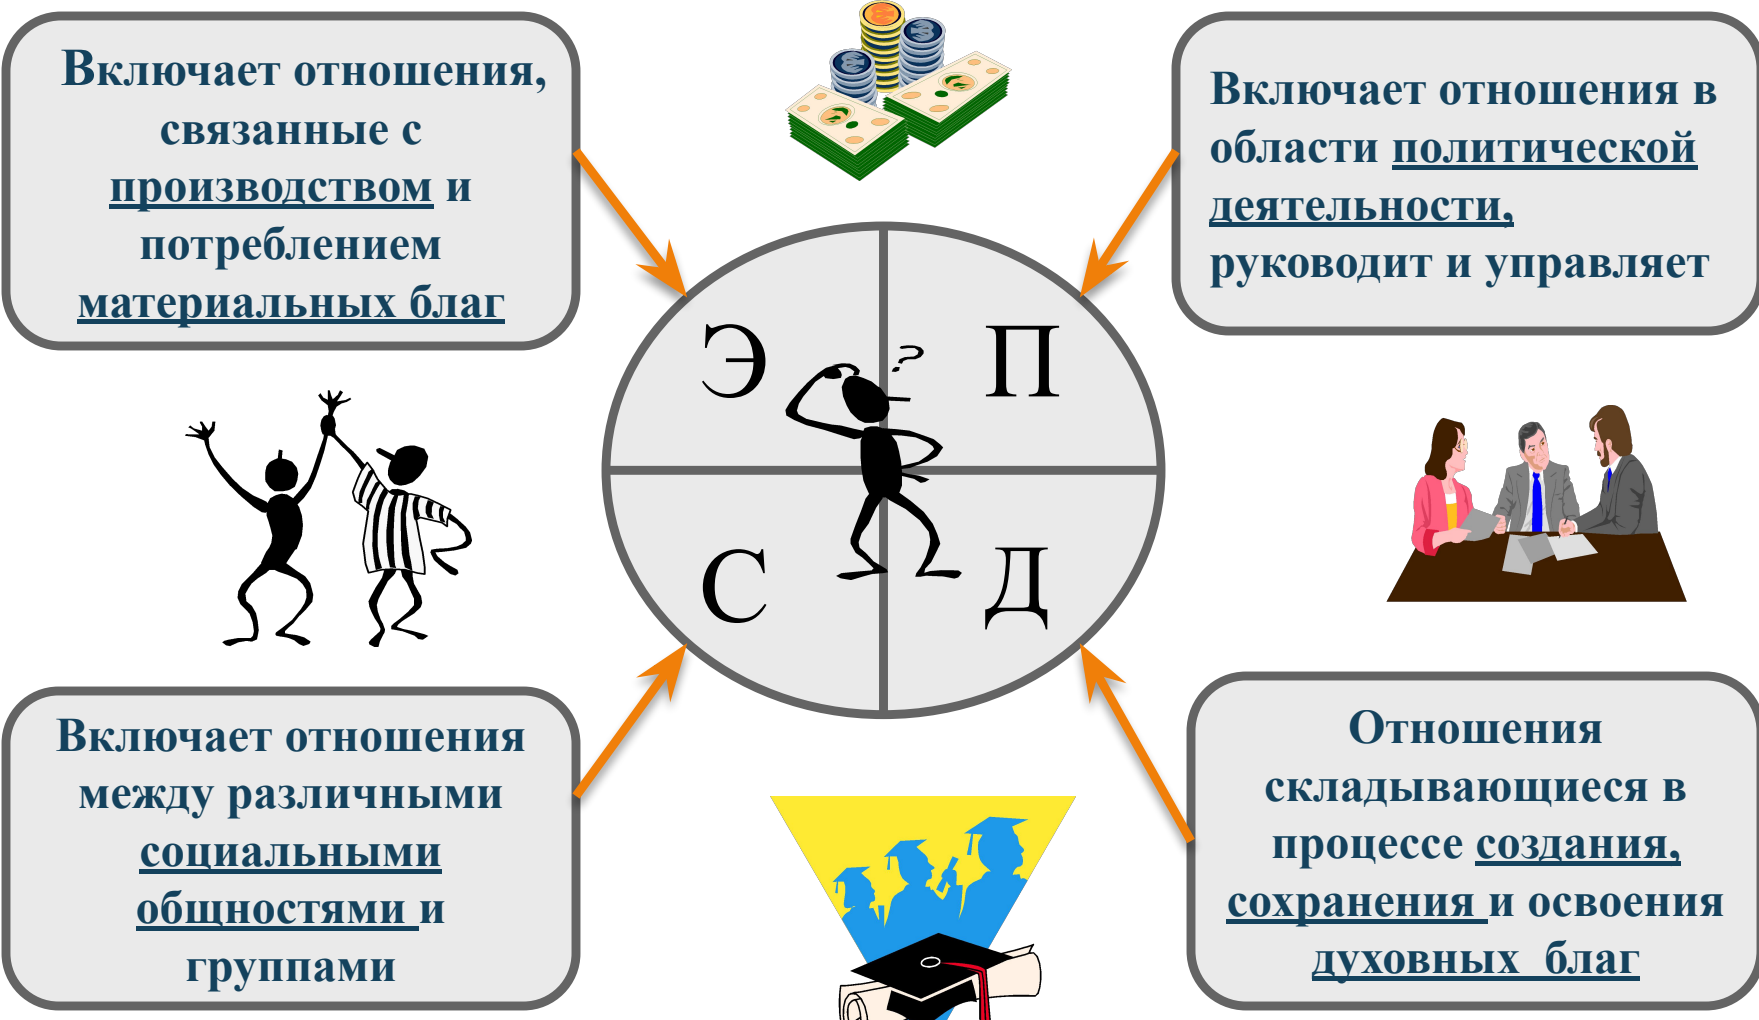 Включает отношения,
связанные с
производством и
потреблением
материальных благ
Включает отношения в
области политической
деятельности,
руководит и управляет
Э
?
П
С
Д
Включает отношения
между различными
социальными
общностями и
группами
Отношения
складывающиеся в
процессе создания,
сохранения и освоения
духовных благ